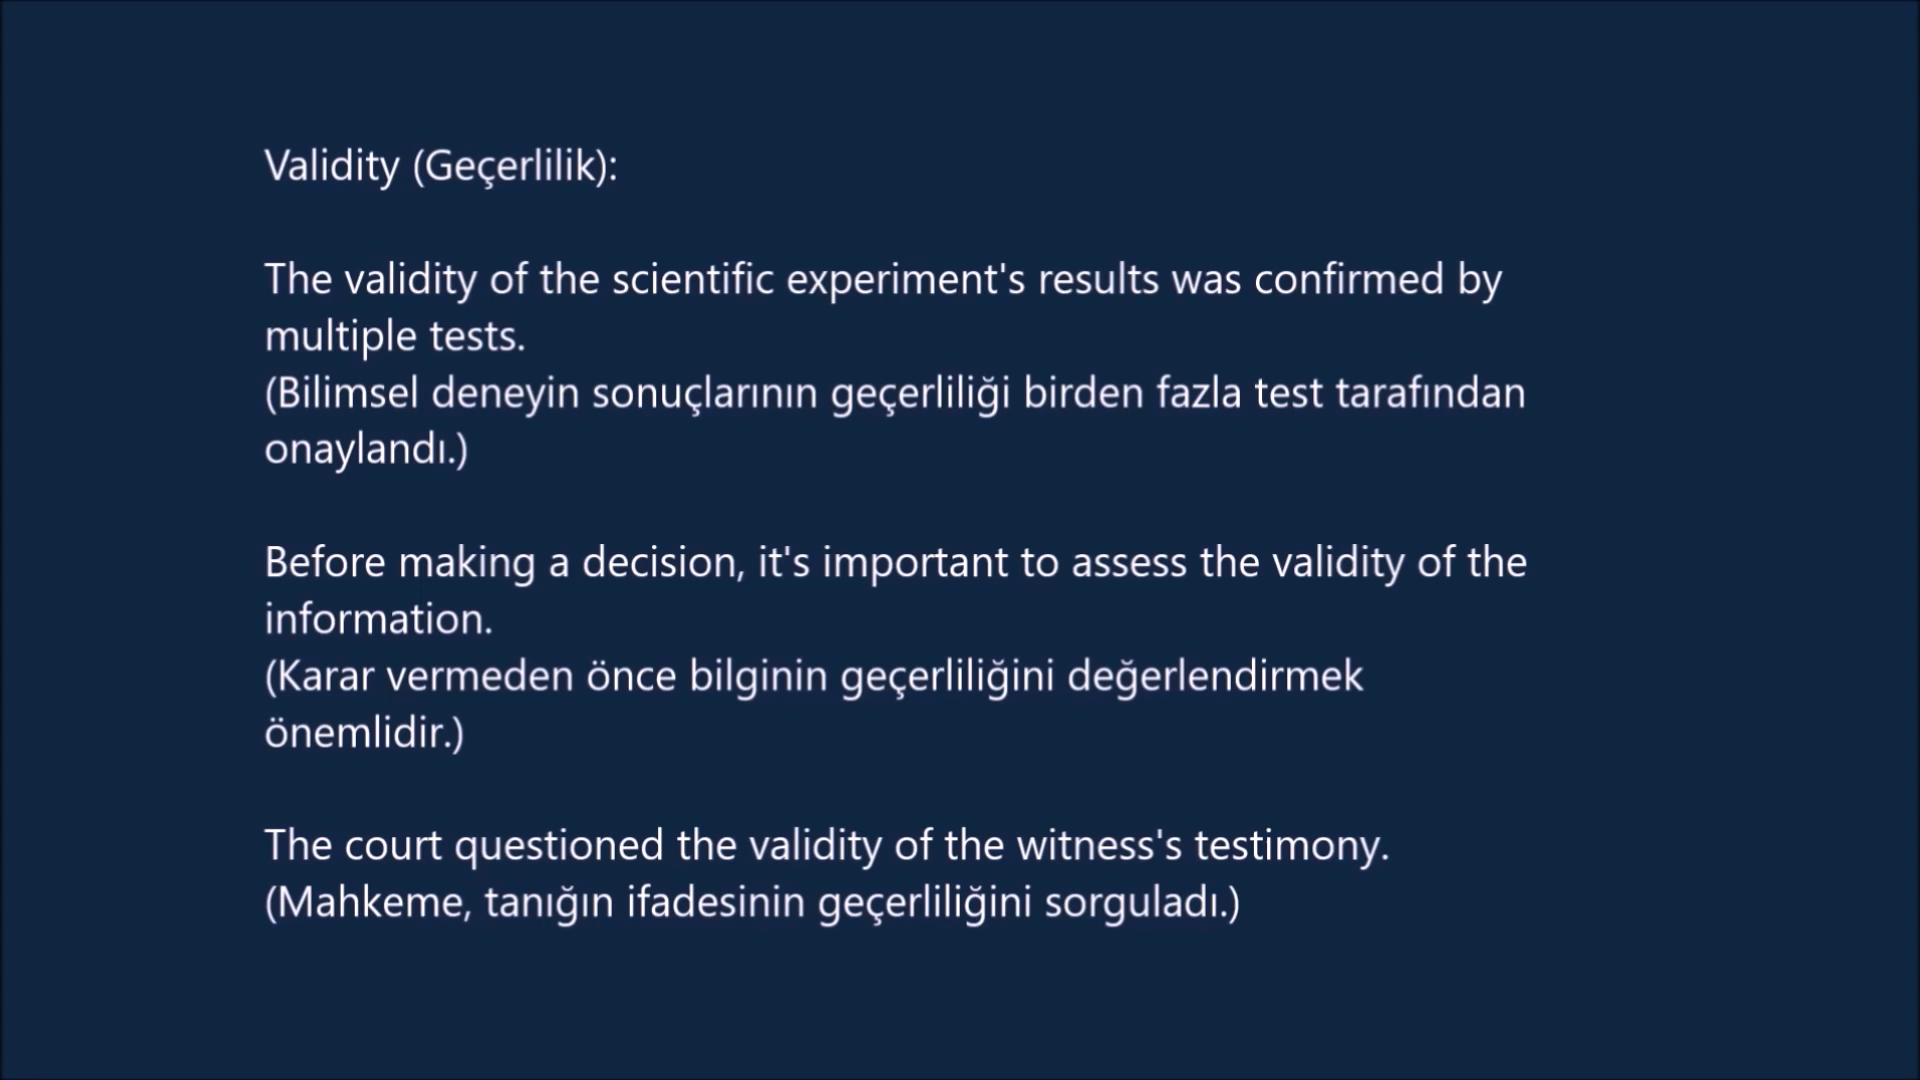 Validity (Geçerlilik):
The validity of the scientific experiment's results was confirmed by
multiple tests.
(Bilimsel deneyin sonuçlarının geçerliliği birden fazla test tarafından
onaylandı.)
Before making a decision, it's important to assess the validity of the
information.
(Karar vermeden önce bilginin geçerliliğini değerlendirmek
önemlidir.)
The court questioned the validity of the witness's testimony.
(Mahkeme, tanığın ifadesinin geçerliliğini sorguladı.)